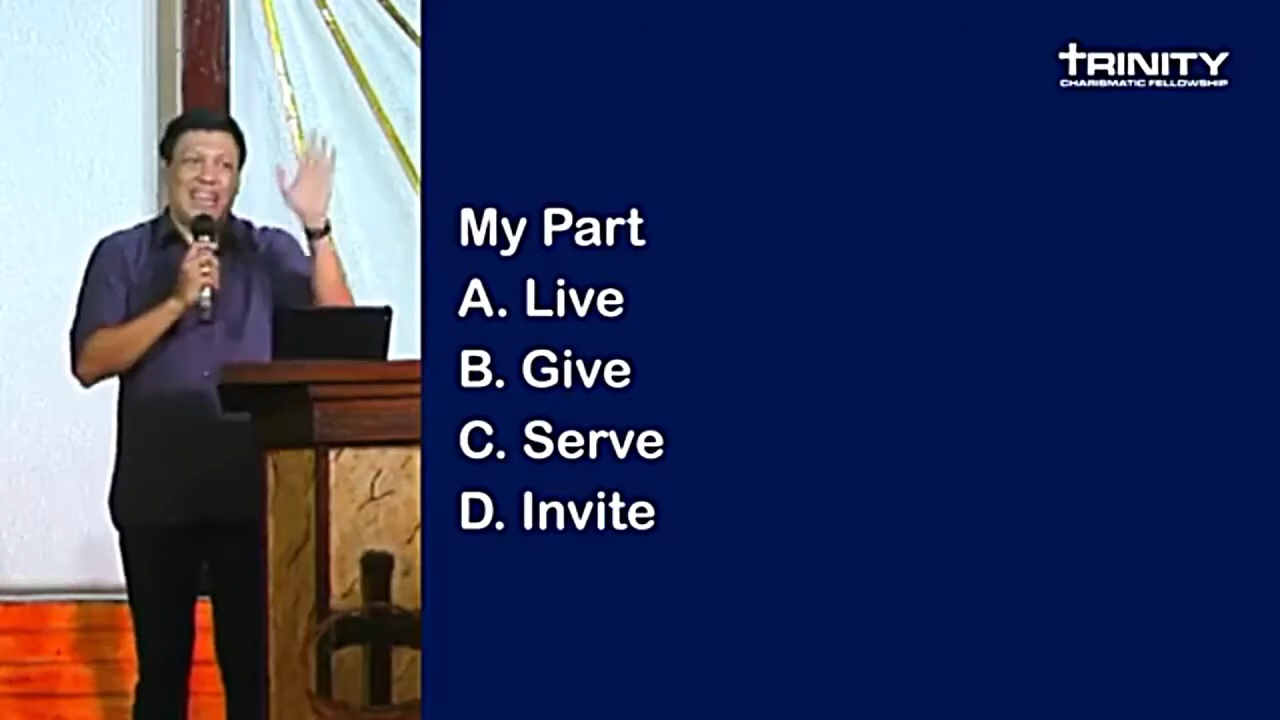 TRINITY
CHARISMATIC FELLOWSHIP
My Part
A. Live
B. Give
C. Serve
D. Invite